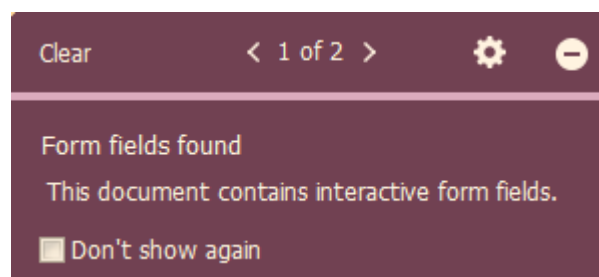 Clear < 1 of 2 >
Form fields found
This document contains interactive form fields.
Don't show again